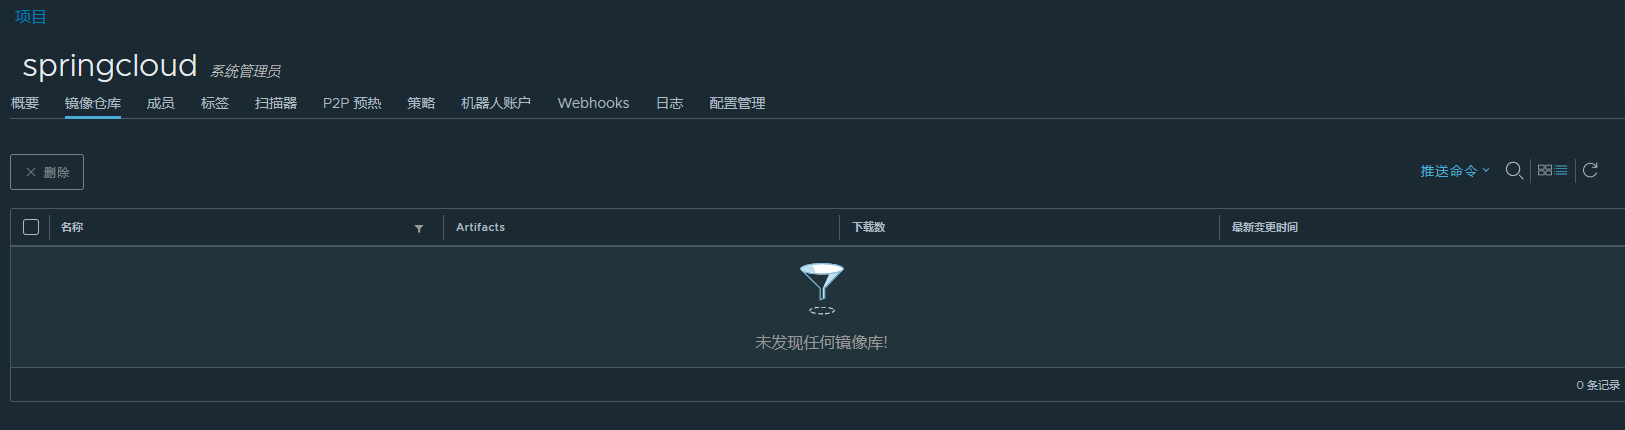 项目
springcloud 系统管理员
概要 镜像仓库 成员 标签 扫描器 P2P 预热 策略 机器人账户 Webhooks 日志 配置管理
删除 推送命令
名称 Artifacts 下载数 最新变更时间
未发现任何镜像库!
0 条记录